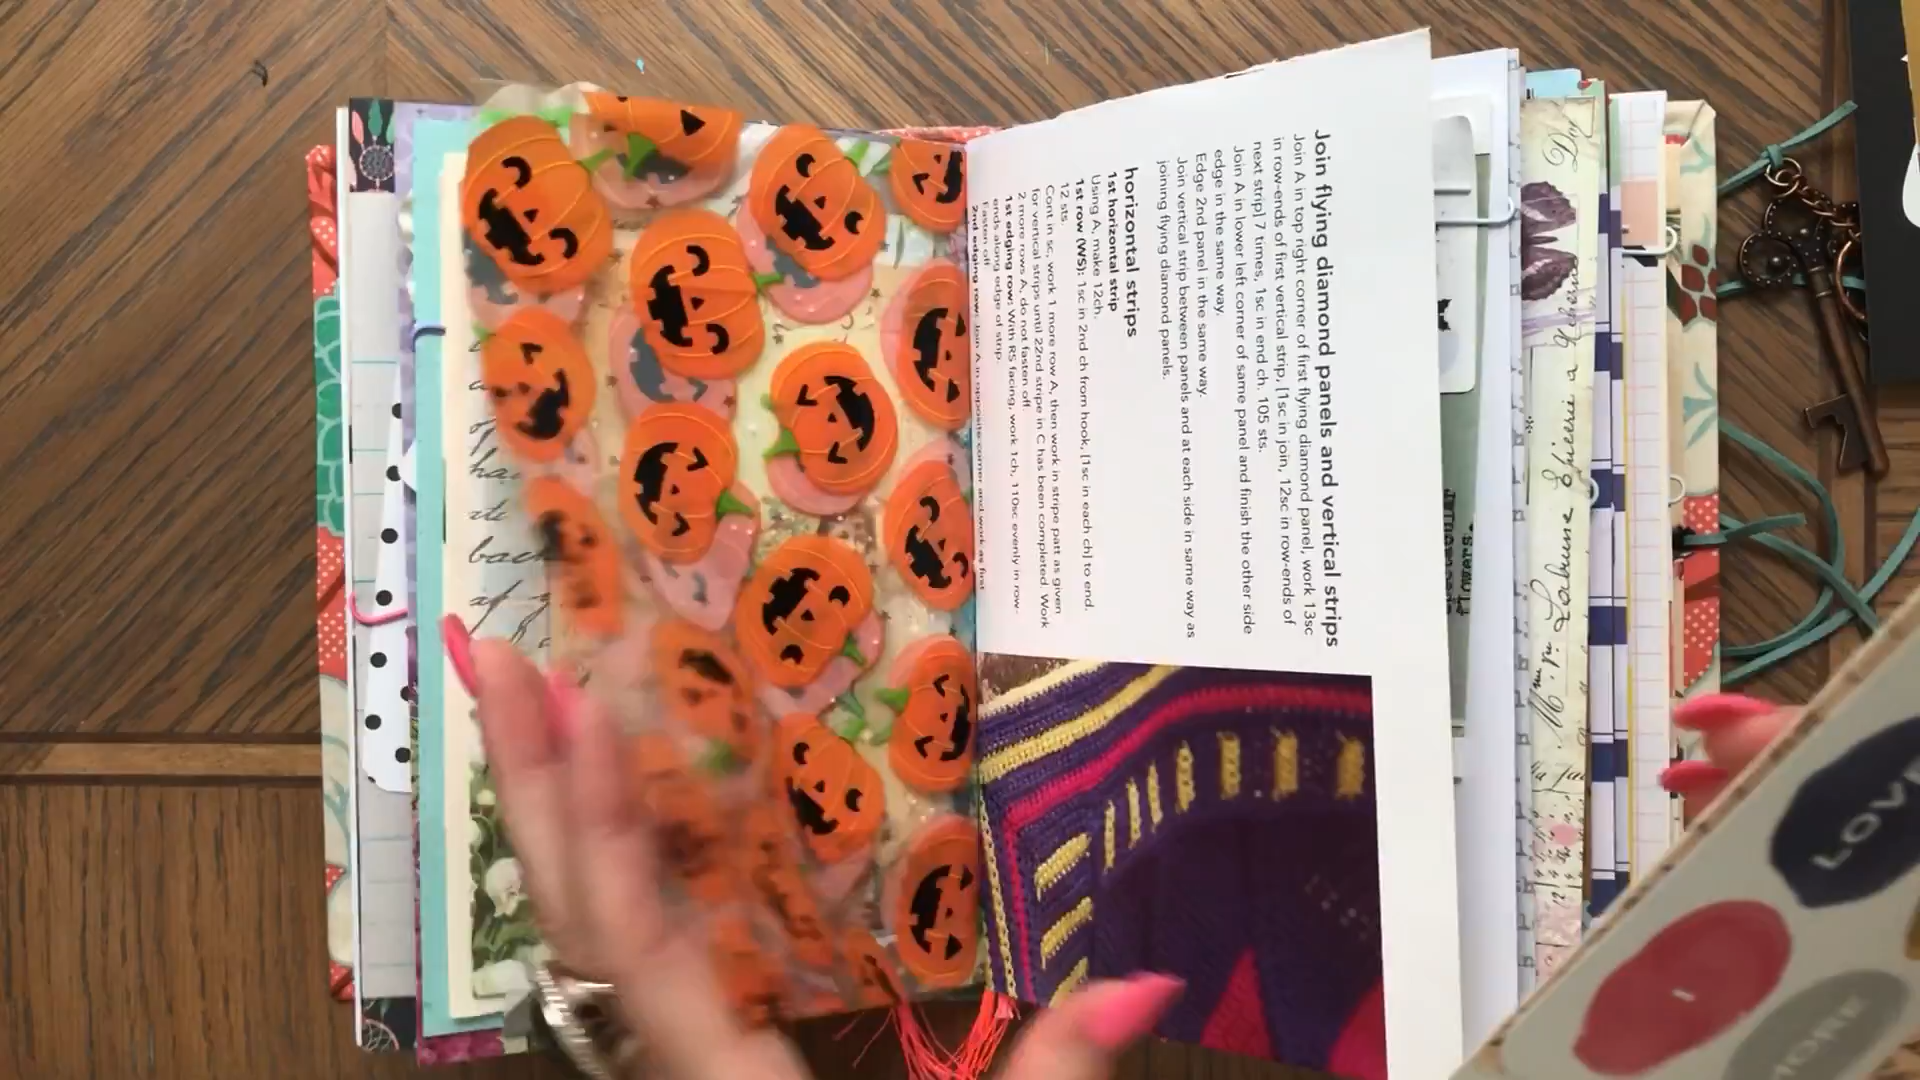 Join flying diamond panels and vertical strips
Join A in top right corner of first flying diamond panel, work 13sc
in row-ends of first vertical strip, [1sc in join, 12sc in row-ends of
next strip] 7 times, 1sc in end ch. 105 sts.
Join A in lower left corner of same panel and finish the other side
edge in the same way.
Edge 2nd panel in the same way.
Join vertical strip between panels and at each side in same way as
joining flying diamond panels.
horizontal strips
1st horizontal strip
Using A, make 12ch.
1st row (WS): 1sc in 2nd ch from hook, [1sc in each ch] to end.
12 sts.
Cont in sc, work 1 more row A, then work in stripe patt as given
for vertical strips until 22nd stripe in C has been completed. Work
2 more rows A, do not fasten off.
1st edging row: With RS facing, work 1ch, 110sc evenly in row-
ends along edge of strip.
Fasten off.
2nd edging row: Join A in opposite corner and work as first
back
LOVE
I
MORE